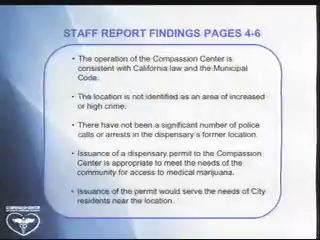 STAFF REPORT FINDINGS PAGES 4-6
• The operation of the Compassion Center is
consistent with California law and the Municipal
Code.
• The location is not identified as an area of increased
or high crime.
• There have not been a significant number of police
calls or arrests in the dispensary's former location.
• Issuance of a dispensary permit to the Compassion
Center is appropriate to meet the needs of the
community for access to medical marijuana.
• Issuance of the permit would serve the needs of City
residents near the location.
COMPASSION CENTER